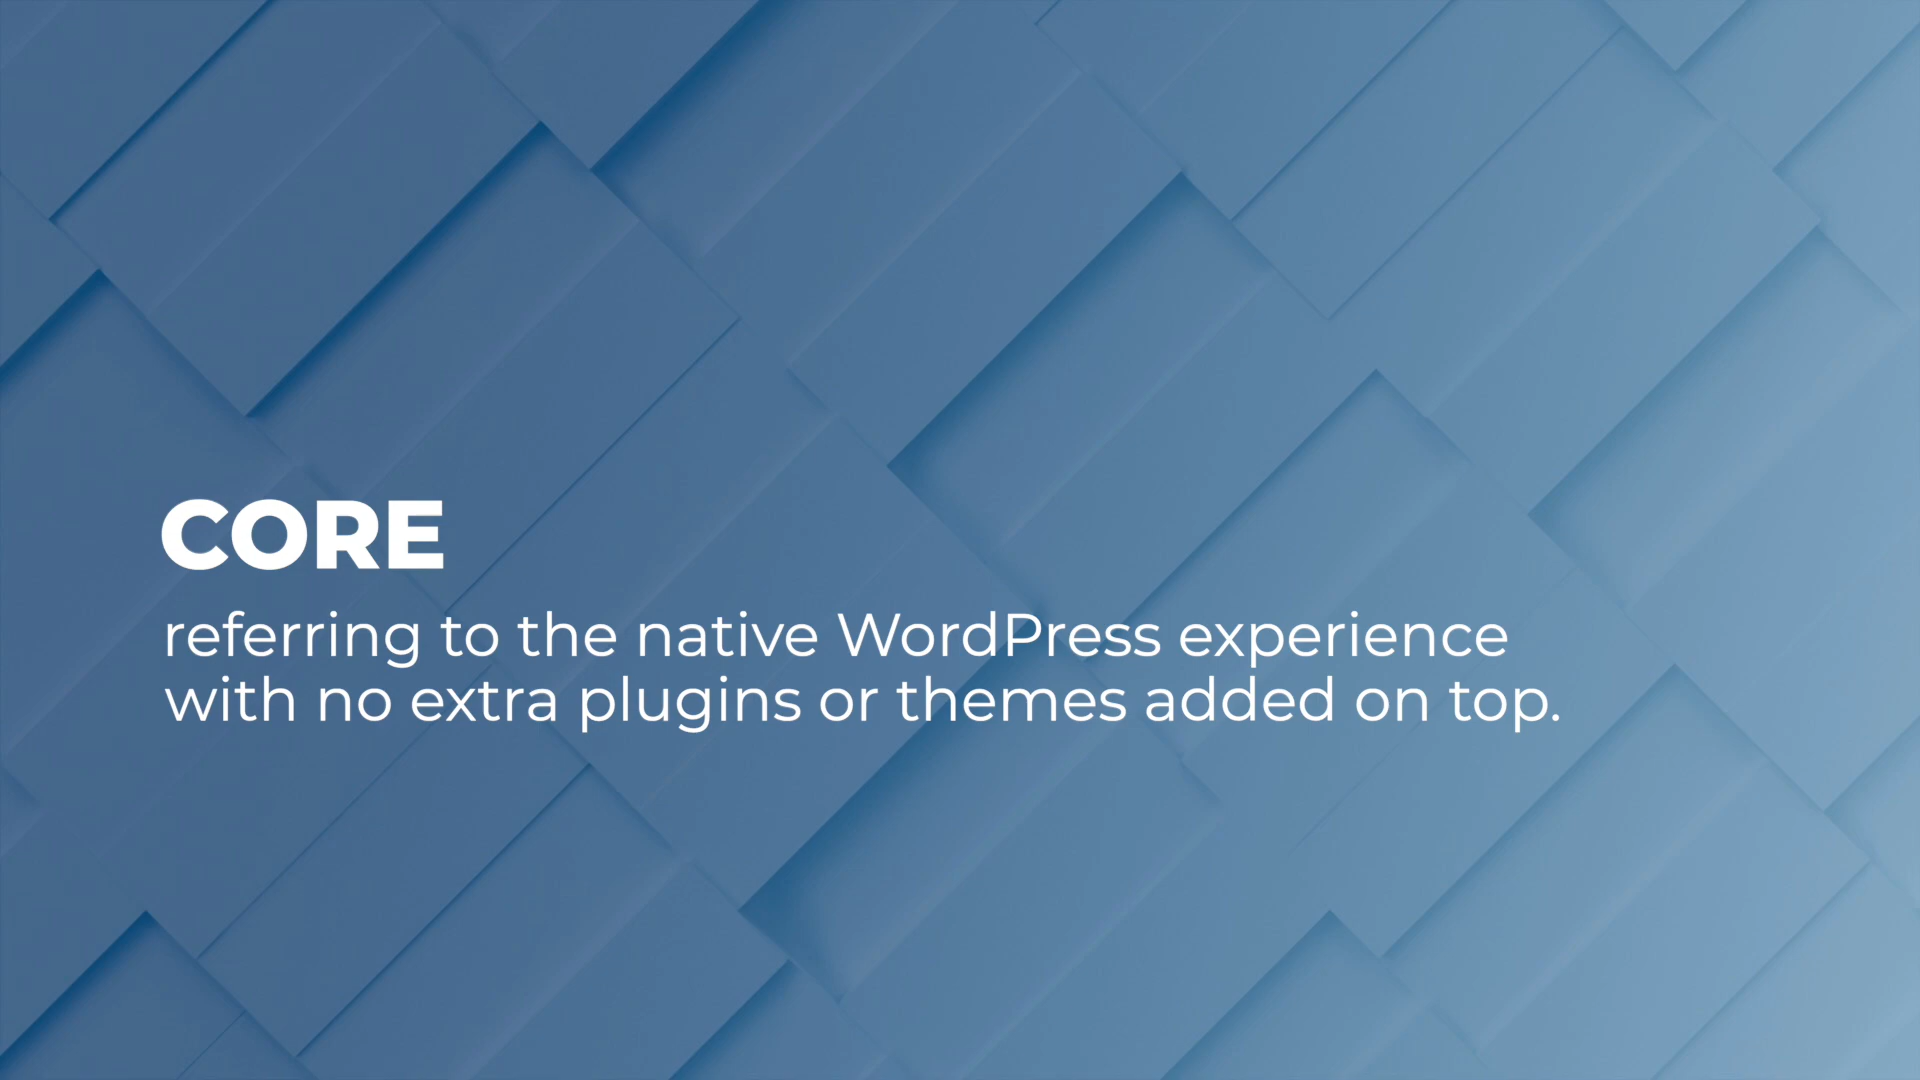 CORE
referring to the native WordPress experience
with no extra plugins or themes added on top.